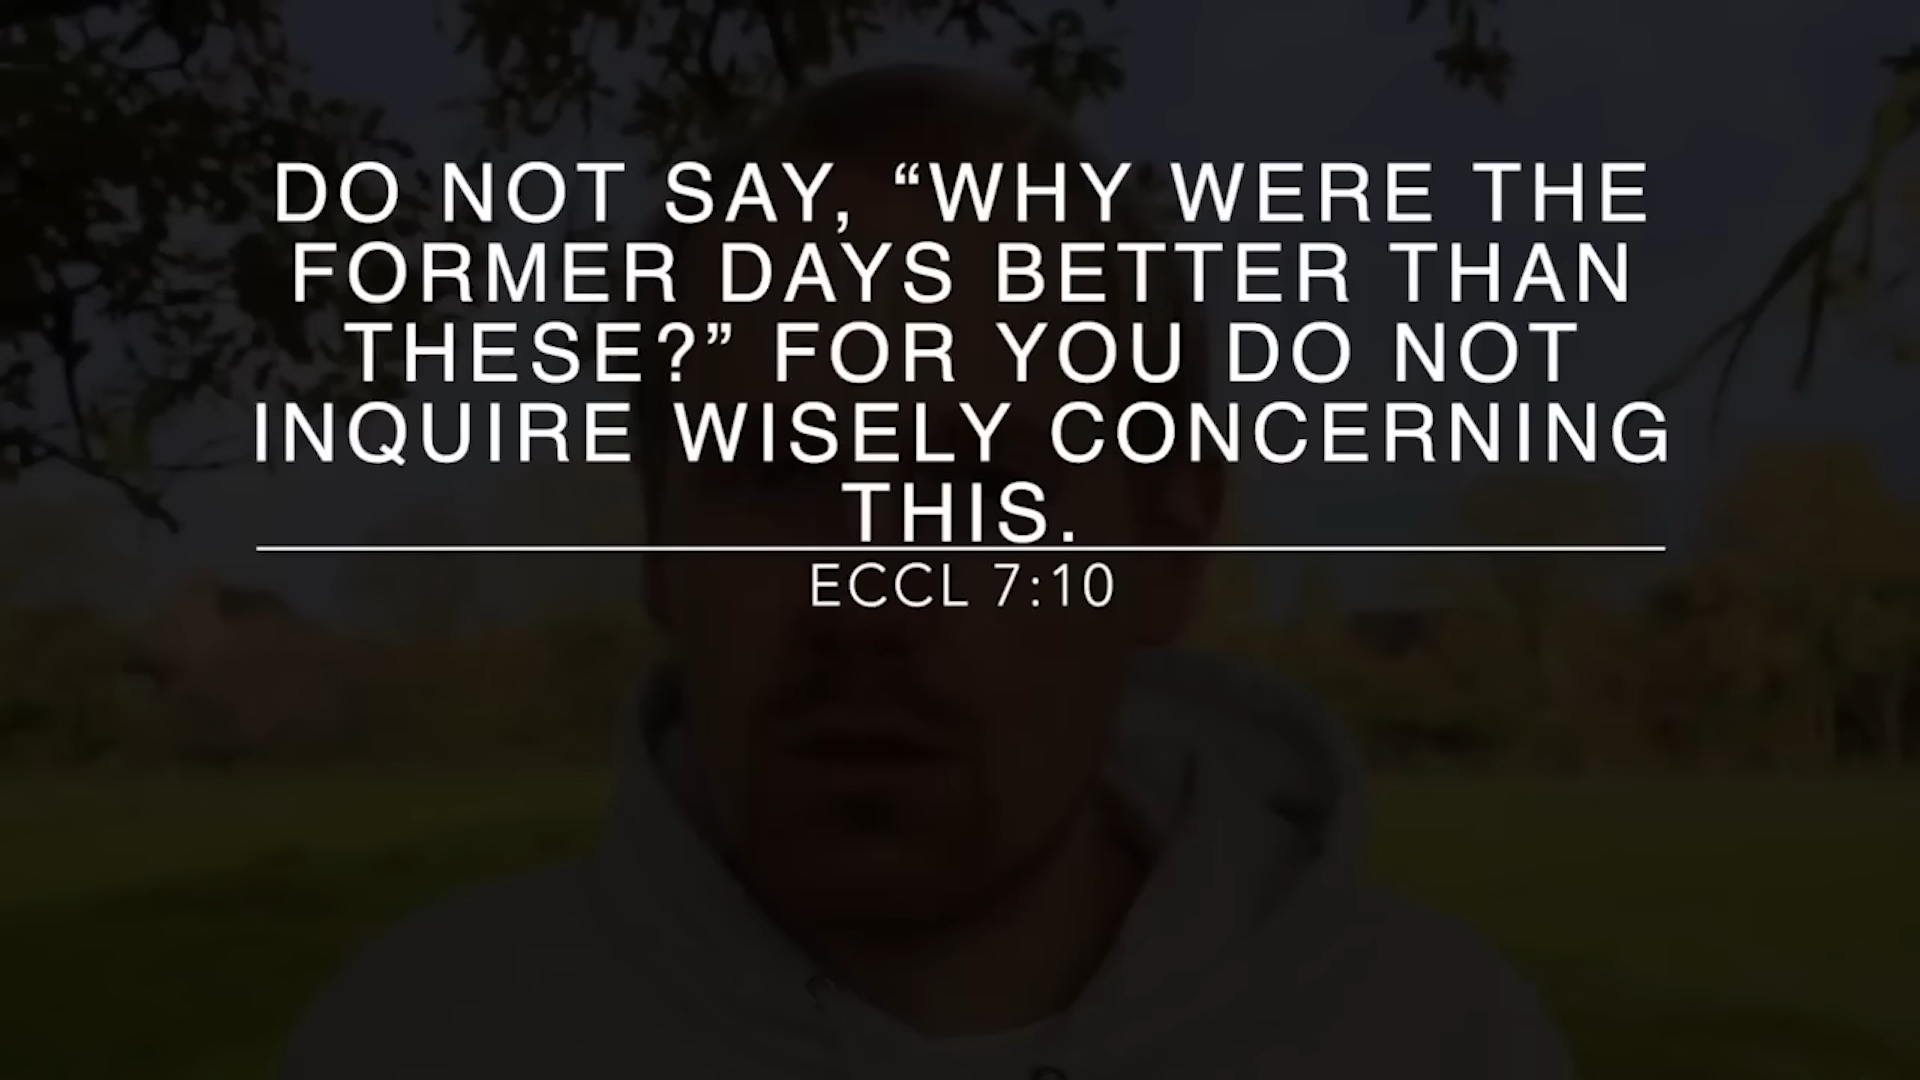 DO NOT SAY, “WHY WERE THE
FORMER DAYS BETTER THAN
THESE?” FOR YOU DO NOT
INQUIRE WISELY CONCERNING
THIS.
ECCL 7:10